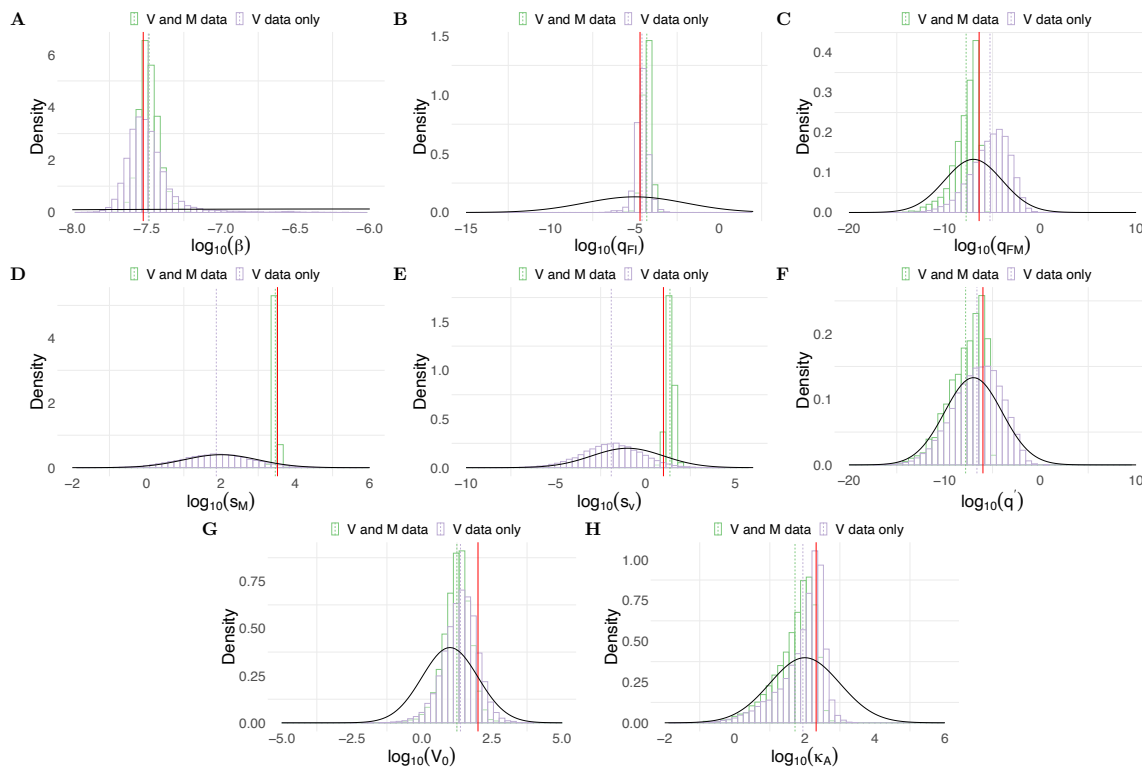 A
V and M data V data only
Density
6
4
2
0
-8.0 -7.5 -7.0 -6.5 -6.0
log10(β)
B
V and M data V data only
Density
1.5
1.0
0.5
0.0
-15 -10 -5 0
log10(qFI)
C
V and M data V data only
Density
0.4
0.3
0.2
0.1
0.0
-20 -10 0 10
log10(qFM)
D
V and M data V data only
Density
4
2
0
-2 0 2 4 6
log10(sM)
E
V and M data V data only
Density
1.5
1.0
0.5
0.0
-10 -5 0 5
log10(sv)
F
V and M data V data only
Density
0.2
0.1
0.0
-20 -10 0 10
log10(q')
G
V and M data V data only
Density
0.75
0.50
0.25
0.00
-5.0 -2.5 0.0 2.5 5.0
log10(V0)
H
V and M data V data only
Density
1.00
0.75
0.50
0.25
0.00
-2 0 2 4 6
log10(κA)